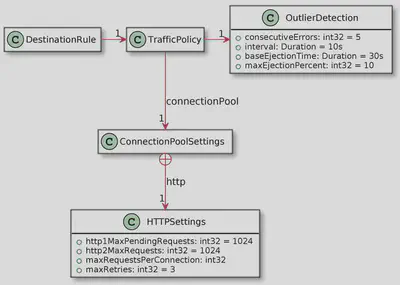 C DestinationRule
1
C TrafficPolicy
1
C OutlierDetection
consecutiveErrors: int32 = 5
interval: Duration = 10s
baseEjectionTime: Duration = 30s
maxEjectionPercent: int32 = 10
connectionPool
1
C ConnectionPoolSettings
http
1
C HTTPSettings
http1MaxPendingRequests: int32 = 1024
http2MaxRequests: int32 = 1024
maxRequestsPerConnection: int32
maxRetries: int32 = 3